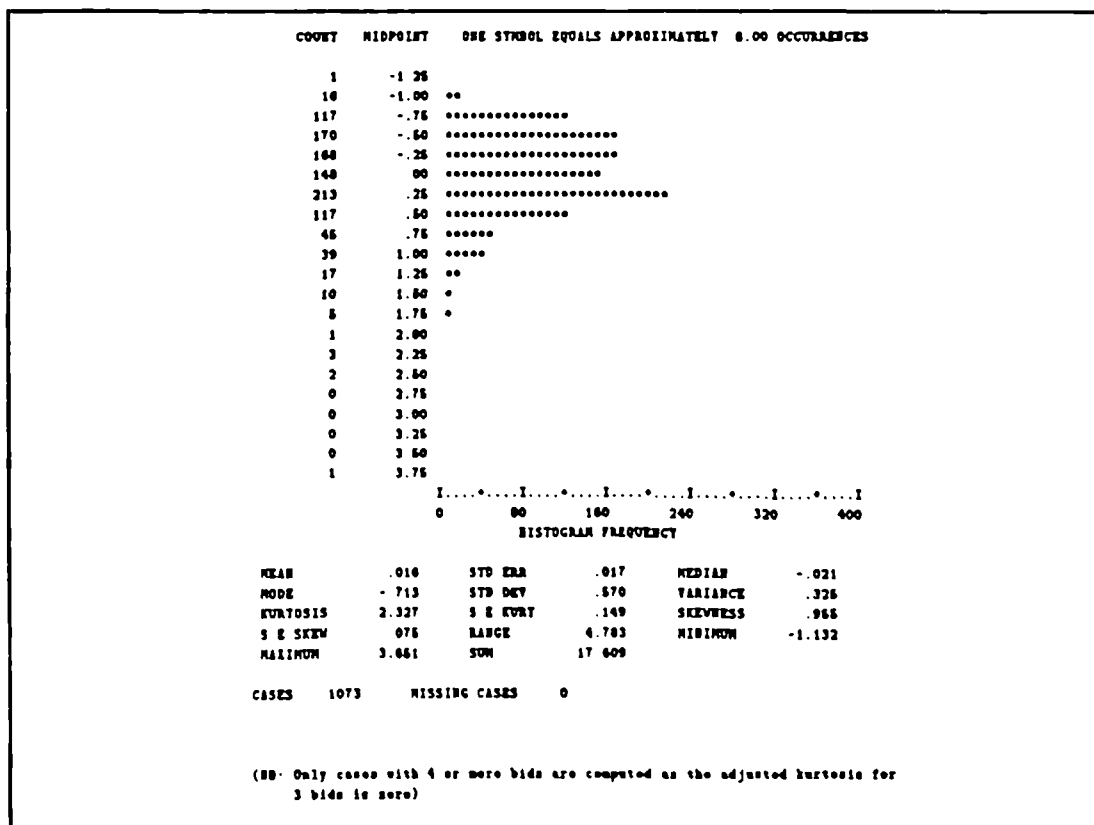 COUNT MIDPOINT ONE SYMBOL EQUALS APPROXIMATELY 8.00 OCCURRENCES
1 -1 25
16 -1.00 **
117 -.75 ***************
170 -.50 *********************
168 -.25 *********************
148 00 *******************
213 .25 ***************************
117 .50 ***************
45 .75 ******
39 1.00 *****
17 1.25 **
10 1.50 *
5 1.75 *
1 2.00
3 2.25
2 2.50
0 2.75
0 3.00
0 3.25
0 3 50
1 3.75
I....+....I....+....I....+....I....+....I....+....I
0 80 160 240 320 400
HISTOGRAM FREQUENCY
MEAN .016 STD ERR .017 MEDIAN -.021
MODE -.713 STD DEV .570 VARIANCE .325
KURTOSIS 2.327 S E KURT .149 SKEWNESS
S E SKEW 075 RANGE 4.783 MINIMUM -1.132
MAXIMUM 3.651 SUM 17 609
CASES 1073 MISSING CASES 0
(NB· Only cases with 4 or more bids are computed as the adjusted kurtosis for
3 bids is zero)